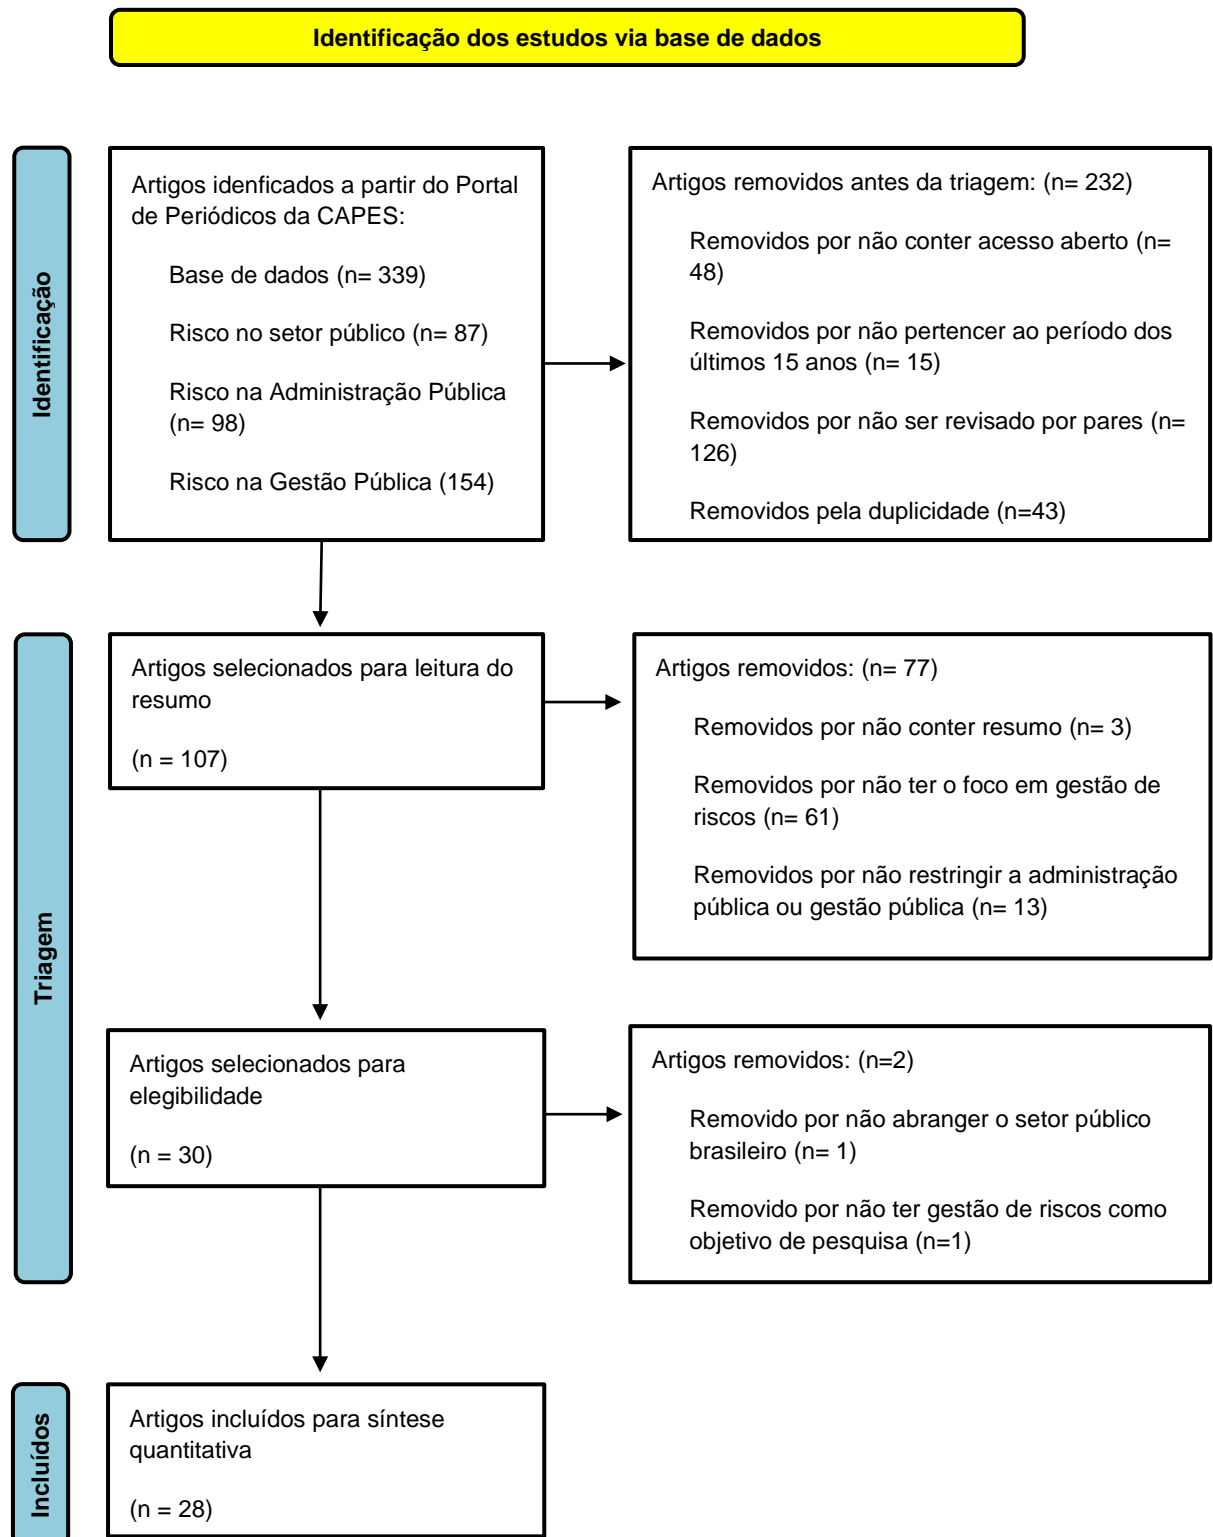 Identificação dos estudos via base de dados
Identificação
Artigos idenficados a partir do Portal
de Periódicos da CAPES:
Base de dados (n= 339)
Risco no setor público (n= 87)
Risco na Administração Pública
(n= 98)
Risco na Gestão Pública (154)
Artigos removidos antes da triagem: (n= 232)
Removidos por não conter acesso aberto (n=
48)
Removidos por não pertencer ao período dos
últimos 15 anos (n= 15)
Removidos por não ser revisado por pares (n=
126)
Removidos pela duplicidade (n=43)
Triagem
Artigos selecionados para leitura do
resumo
(n = 107)
Artigos removidos: (n= 77)
Removidos por não conter resumo (n= 3)
Removidos por não ter o foco em gestão de
riscos (n= 61)
Removidos por não restringir a administração
pública ou gestão pública (n= 13)
Artigos selecionados para
elegibilidade
(n = 30)
Artigos removidos: (n=2)
Removido por não abranger o setor público
brasileiro (n= 1)
Removido por não ter gestão de riscos como
objetivo de pesquisa (n=1)
Incluídos
Artigos incluídos para síntese
quantitativa
(n = 28)